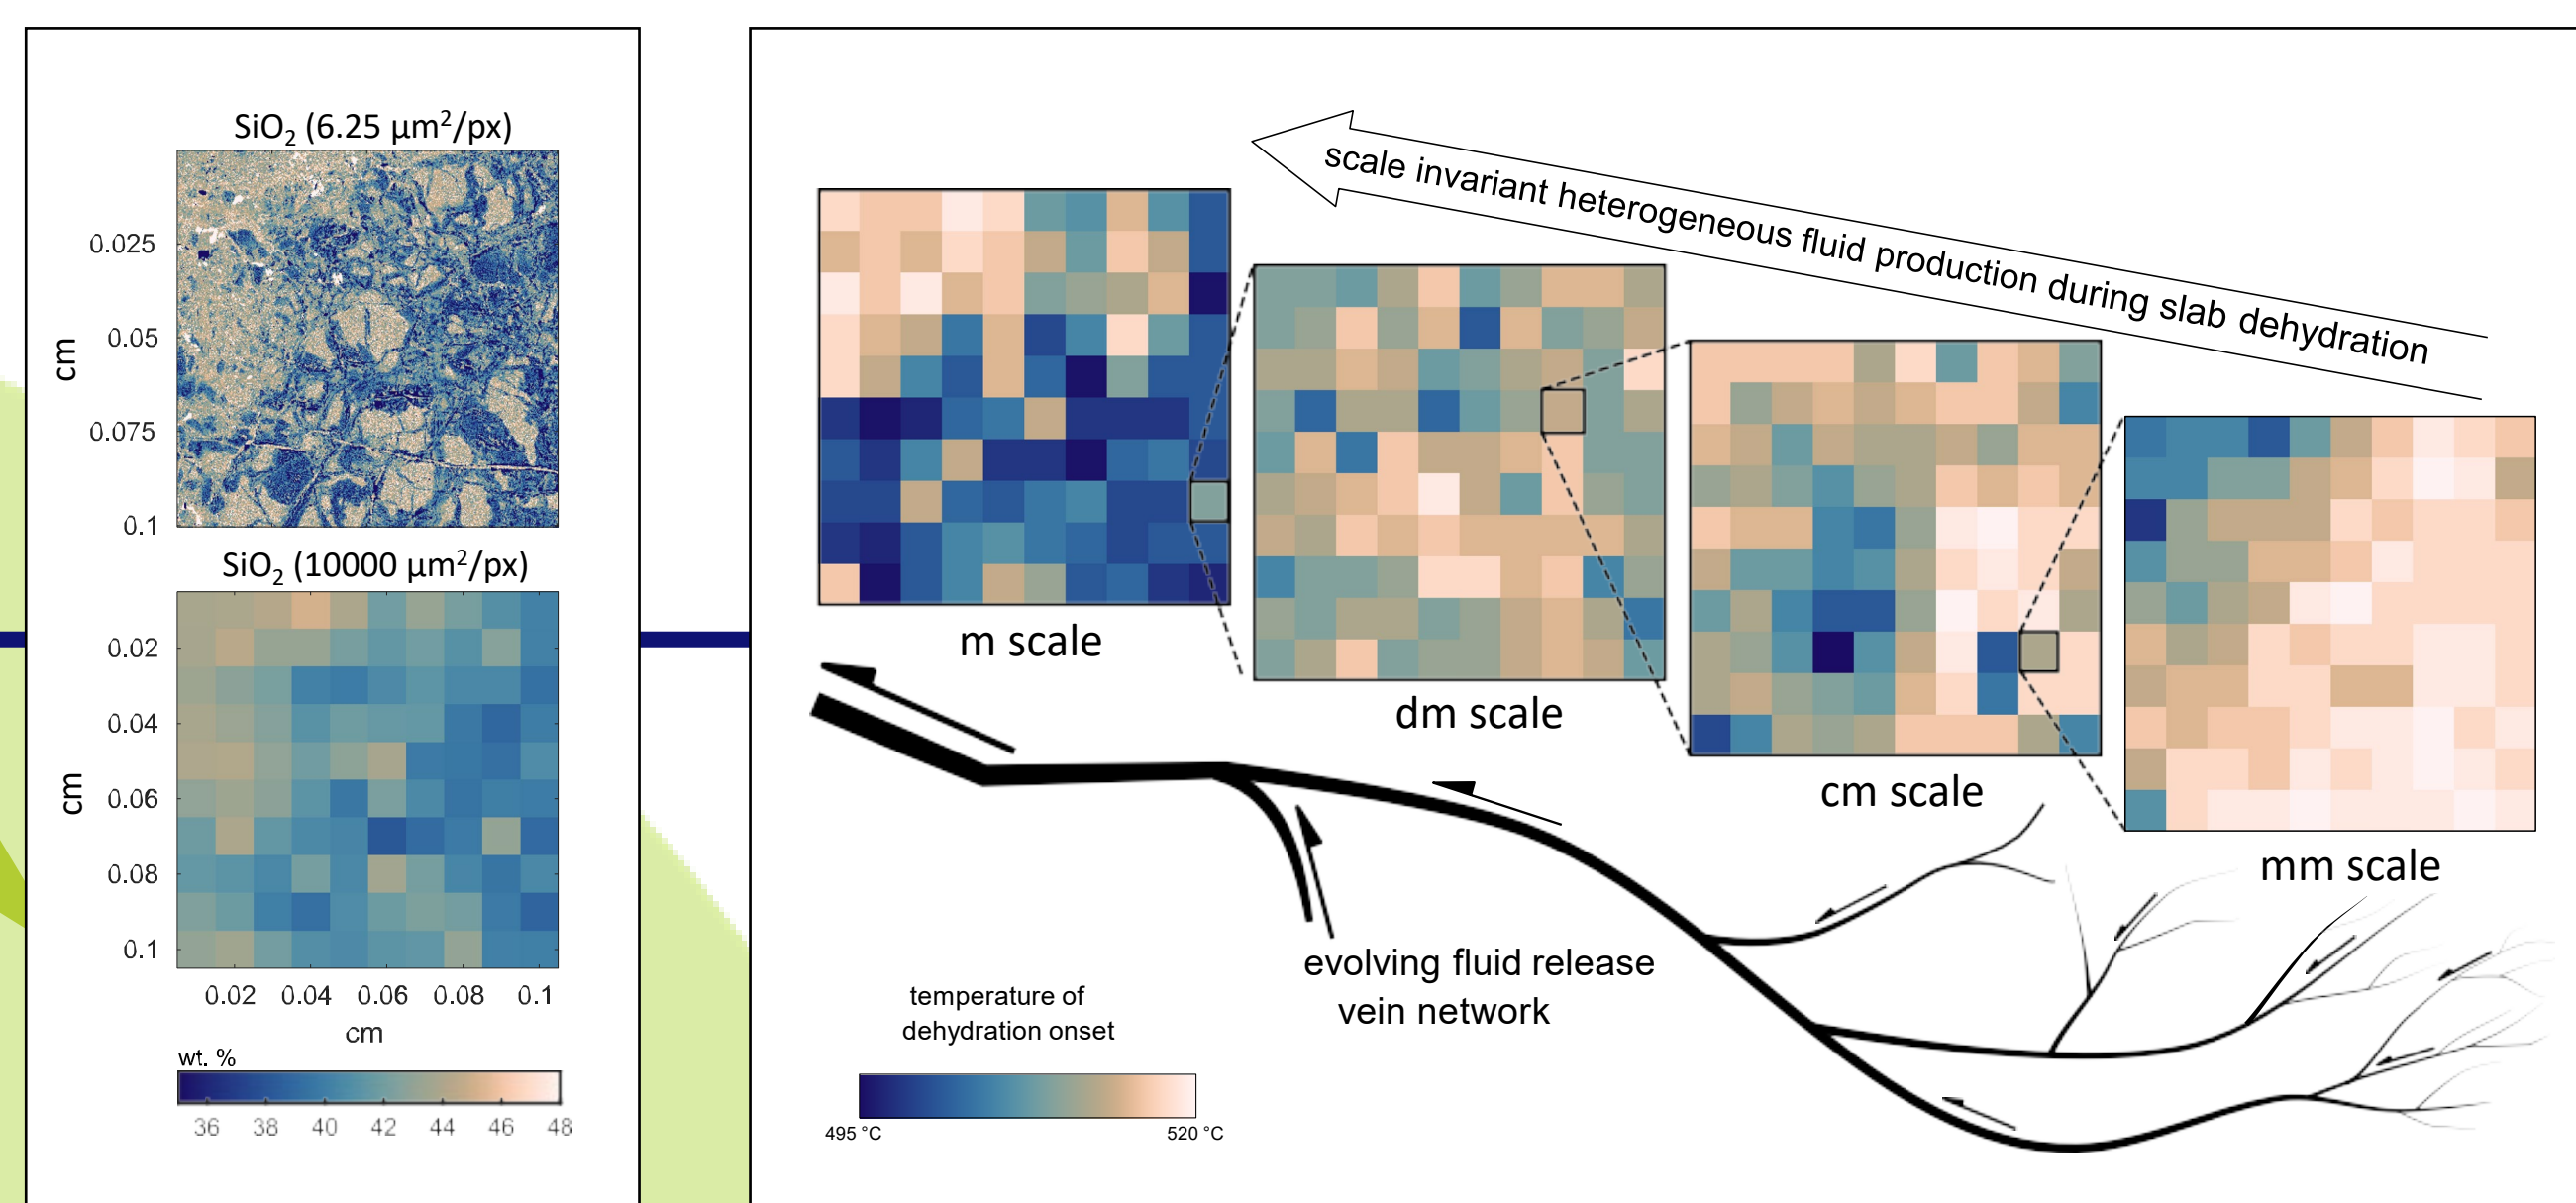 SiO₂ (6.25 µm²/px)
0.025
0.05
0.075
0.1
cm
SiO₂ (10000 µm²/px)
0.02
0.04
0.06
0.08
0.1
cm
0.02 0.04 0.06 0.08 0.1
cm
wt. %
36 38 40 42 44 46 48
scale invariant heterogeneous fluid production during slab dehydration
m scale
dm scale
cm scale
mm scale
evolving fluid release
vein network
temperature of
dehydration onset
495 °C 520 °C